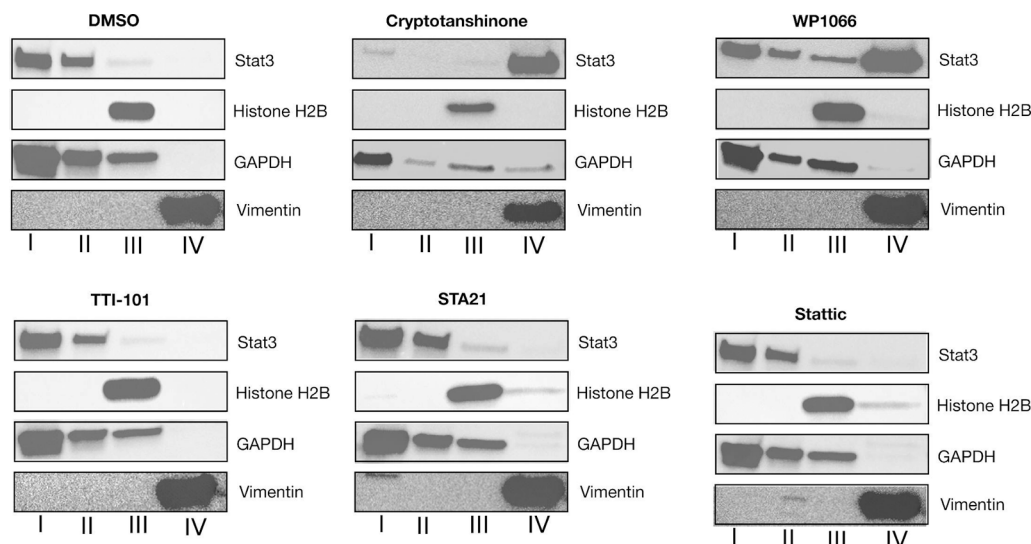 DMSO
Stat3
Histone H2B
GAPDH
Vimentin
I II III IV
Cryptotanshinone
Stat3
Histone H2B
GAPDH
Vimentin
I II III IV
WP1066
Stat3
Histone H2B
GAPDH
Vimentin
I II III IV
TTI-101
Stat3
Histone H2B
GAPDH
Vimentin
I II III IV
STA21
Stat3
Histone H2B
GAPDH
Vimentin
I II III IV
Stattic
Stat3
Histone H2B
GAPDH
Vimentin
I II III IV